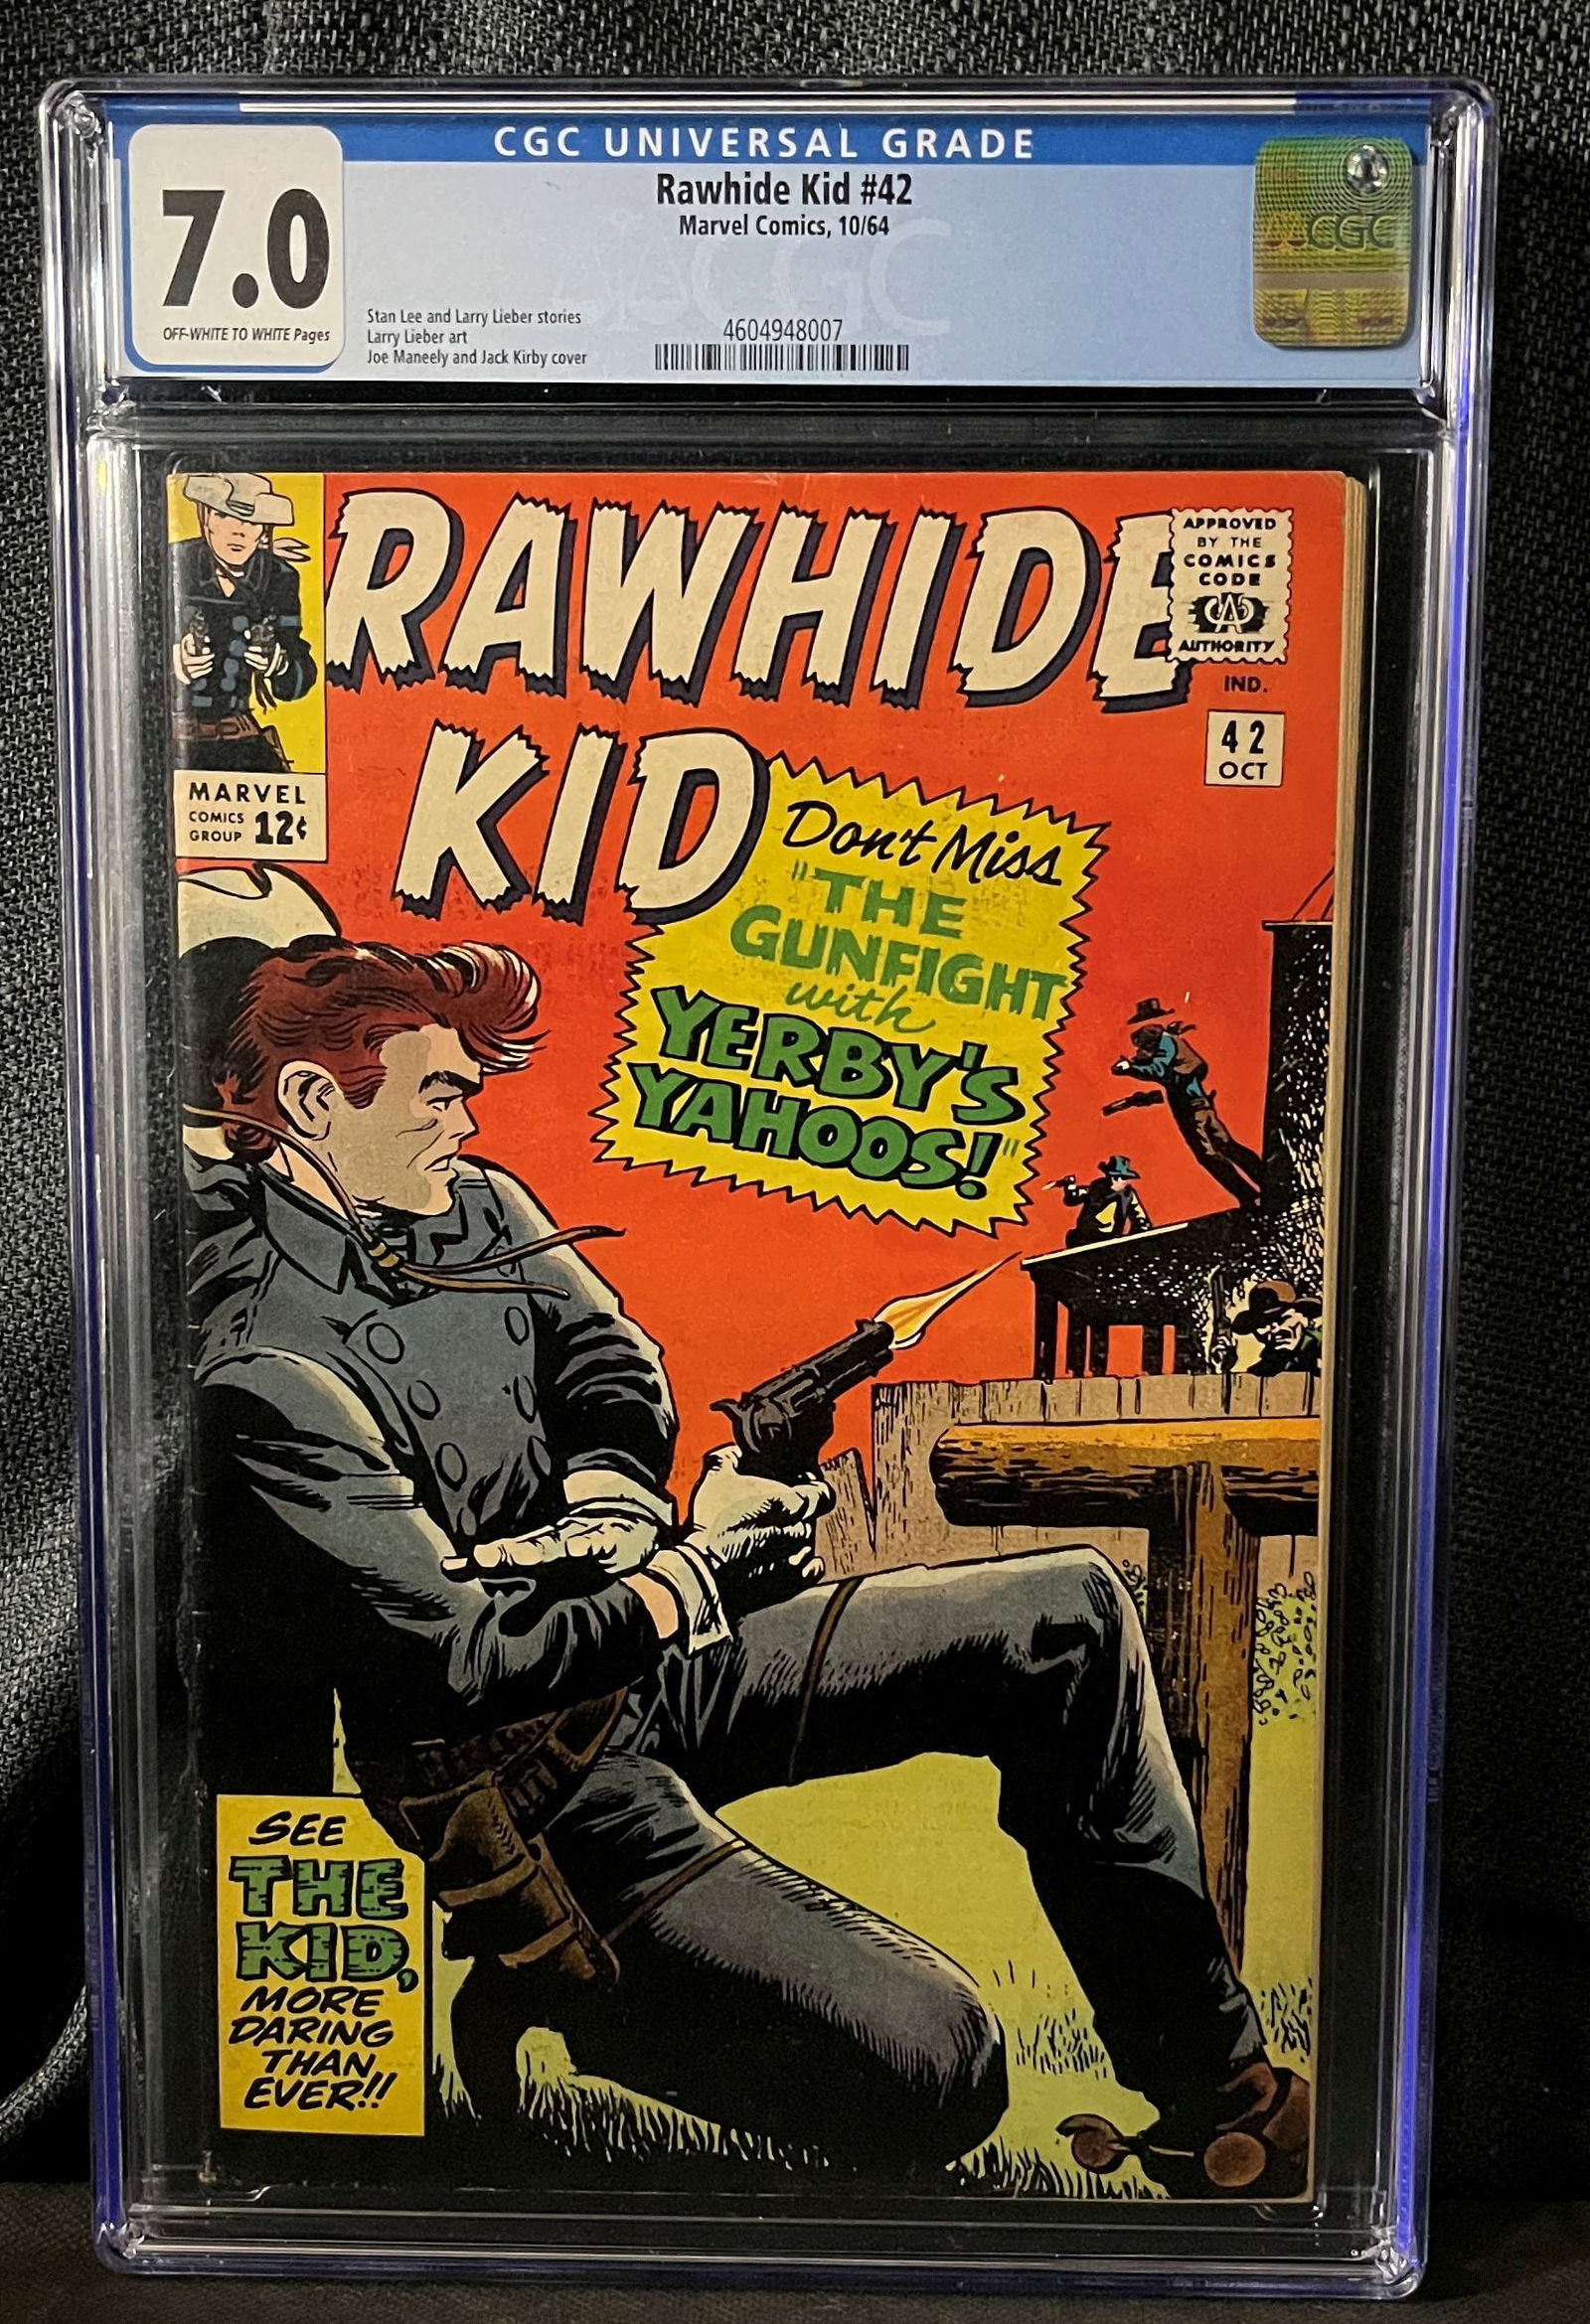 CGC UNIVERSAL GRADE
7.0
OFF-WHITE TO WHITE Pages
Rawhide Kid #42
Marvel Comics, 10/64
CGC
Stan Lee and Larry Lieber stories
Larry Lieber art
Joe Maneely and Jack Kirby cover
4604948007
CGC
RAWHIDE
KID
APPROVED
BY THE
COMICS
CODE
CA
AUTHORITY
IND.
42
OCT
MARVEL
COMICS
GROUP 12¢
Don't Miss
"THE
GUNFIGHT
with
YERBY'S
YAHOOS!"
SEE
THE
KID,
MORE
DARING
THAN
EVER!!